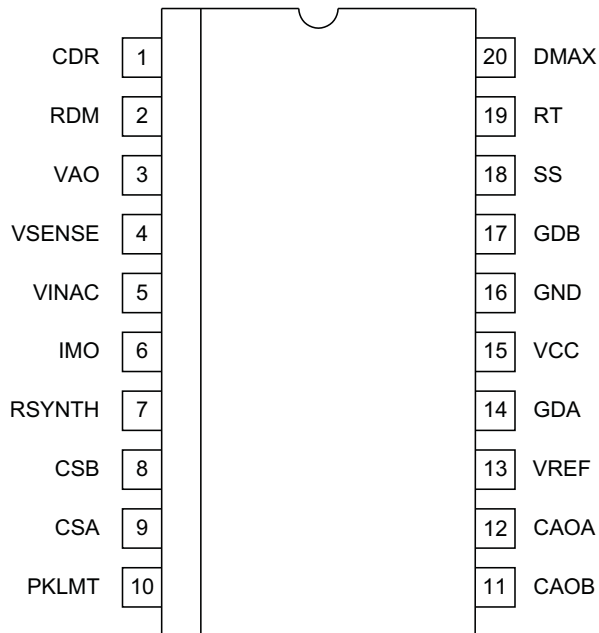 CDR 1 20 DMAX
RDM 2 19 RT
VAO 3 18 SS
VSENSE 4 17 GDB
VINAC 5 16 GND
IMO 6 15 VCC
RSYNTH 7 14 GDA
CSB 8 13 VREF
CSA 9 12 CAOA
PKLMT 10 11 CAOB